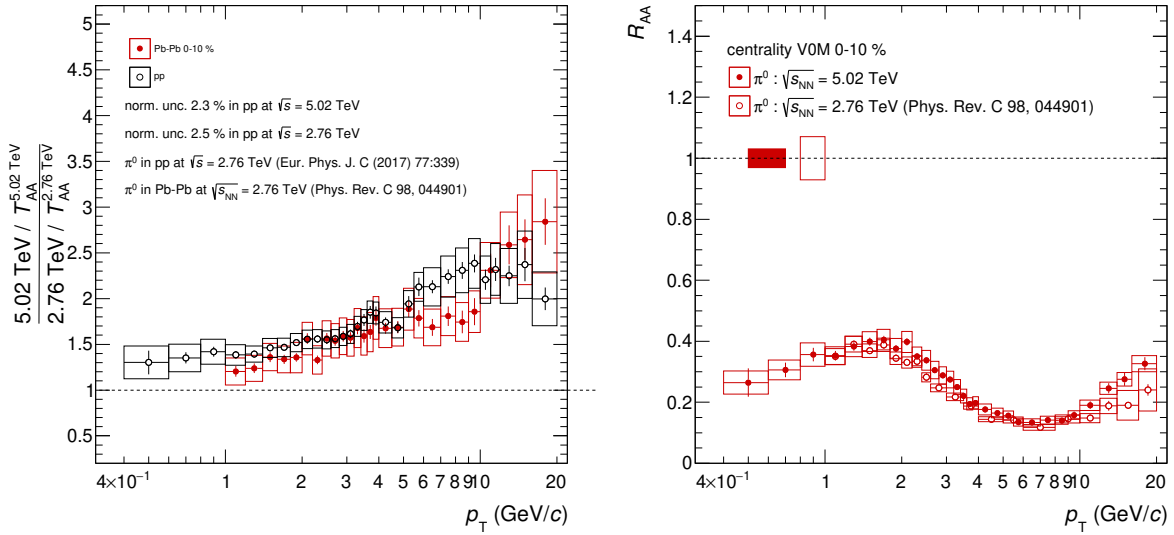 5.02 TeV / T_AA^5.02 TeV
2.76 TeV / T_AA^2.76 TeV
5
4.5
4
3.5
3
2.5
2
1.5
1
0.5
Pb-Pb 0-10 %
pp
norm. unc. 2.3 % in pp at √s = 5.02 TeV
norm. unc. 2.5 % in pp at √s = 2.76 TeV
π⁰ in pp at √s = 2.76 TeV (Eur. Phys. J. C (2017) 77:339)
π⁰ in Pb-Pb at √s_NN = 2.76 TeV (Phys. Rev. C 98, 044901)
4×10⁻¹ 1 2 3 4 5 6 7 8 9 10 20
p_T (GeV/c)
R_AA
1.4
1.2
1
0.8
0.6
0.4
0.2
0
centrality V0M 0-10 %
π⁰ : √s_NN = 5.02 TeV
π⁰ : √s_NN = 2.76 TeV (Phys. Rev. C 98, 044901)
4×10⁻¹ 1 2 3 4 5 6 7 8 9 10 20
p_T (GeV/c)